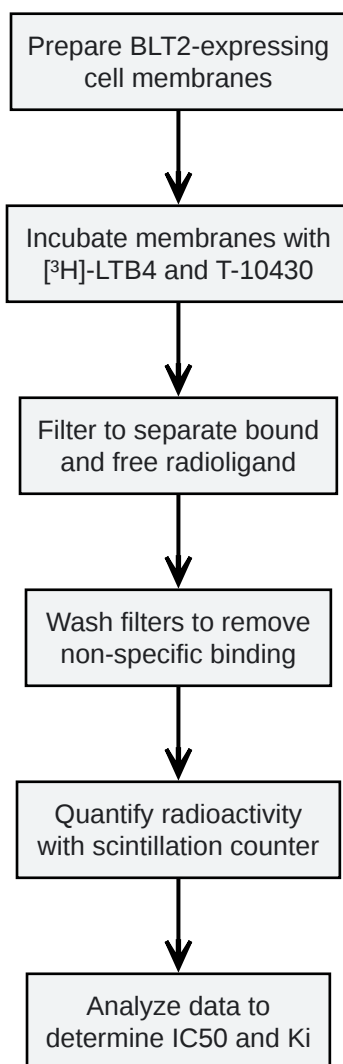 Prepare BLT2-expressing
cell membranes
Incubate membranes with
[³H]-LTB4 and T-10430
Filter to separate bound
and free radioligand
Wash filters to remove
non-specific binding
Quantify radioactivity
with scintillation counter
Analyze data to
determine IC50 and Ki